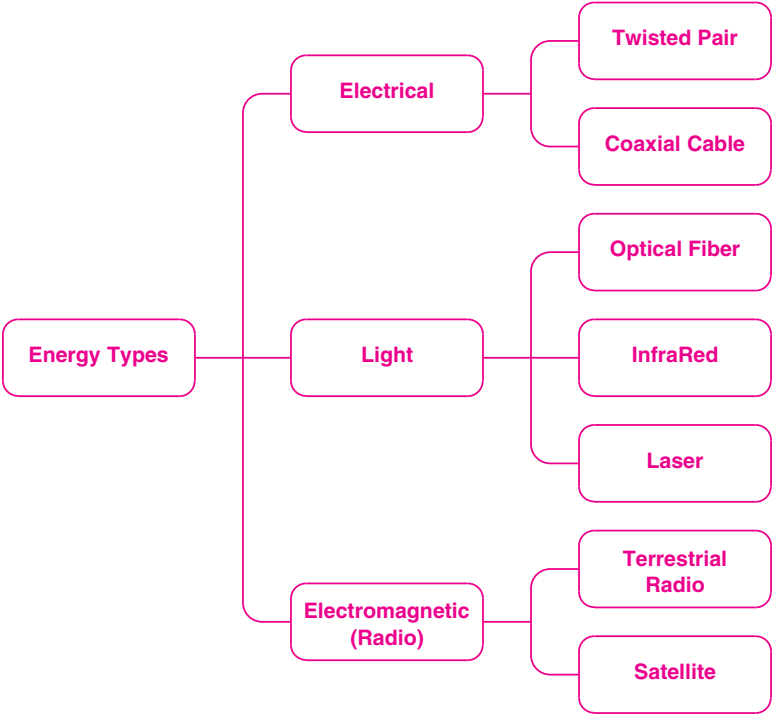 Twisted Pair
Electrical
Coaxial Cable
Optical Fiber
Energy Types
Light
InfraRed
Laser
Terrestrial
Radio
Electromagnetic
(Radio)
Satellite